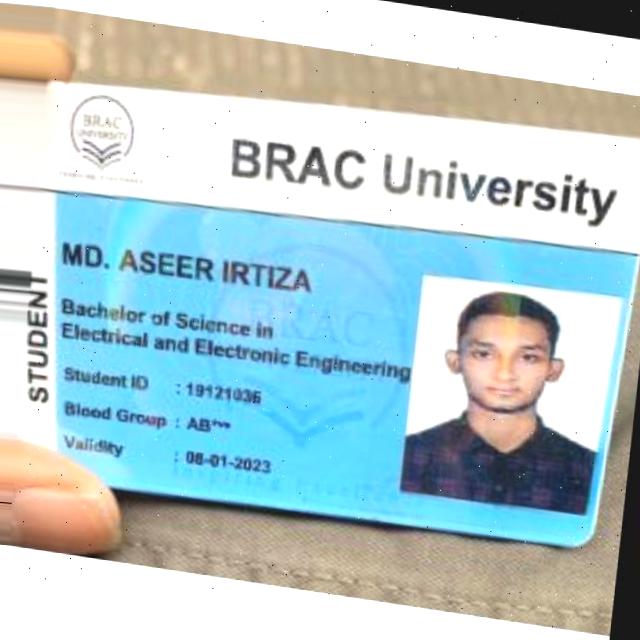 BRAC
UNIVERSITY
BRAC University
MD. ASEER IRTIZA
Bachelor of Science in
Electrical and Electronic Engineering
Student ID : 19121036
Blood Group : AB+ve
Validity : 08-01-2023
STUDENT
BRAC